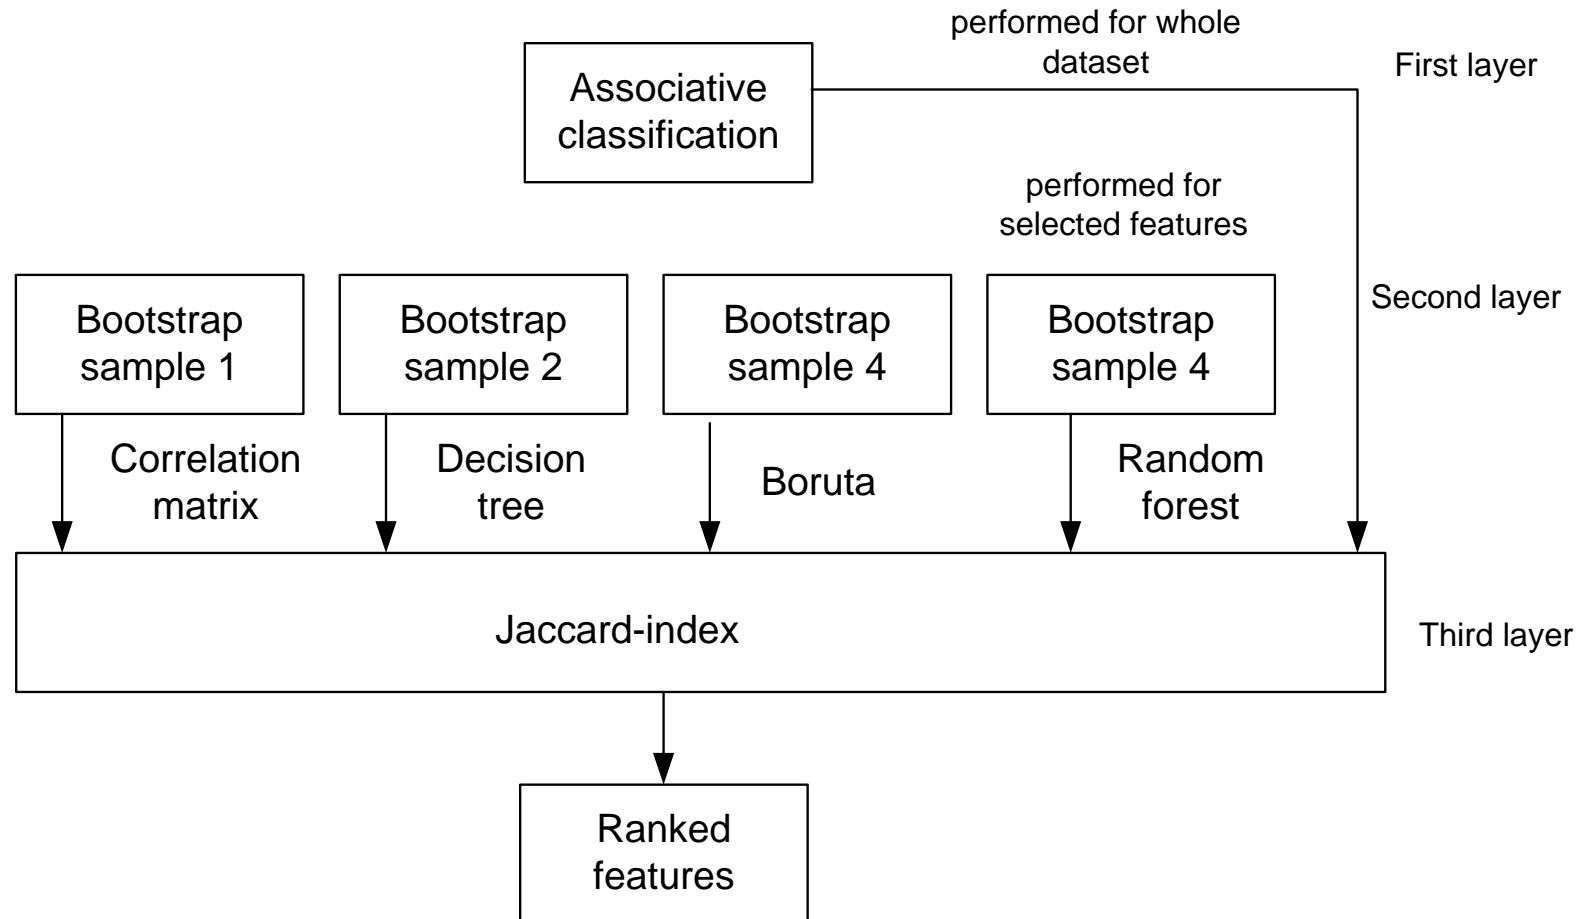 performed for whole
dataset
First layer
Associative
classification
performed for
selected features
Second layer
Bootstrap
sample 1
Bootstrap
sample 2
Bootstrap
sample 4
Bootstrap
sample 4
Correlation
matrix
Decision
tree
Boruta
Random
forest
Jaccard-index
Third layer
Ranked
features